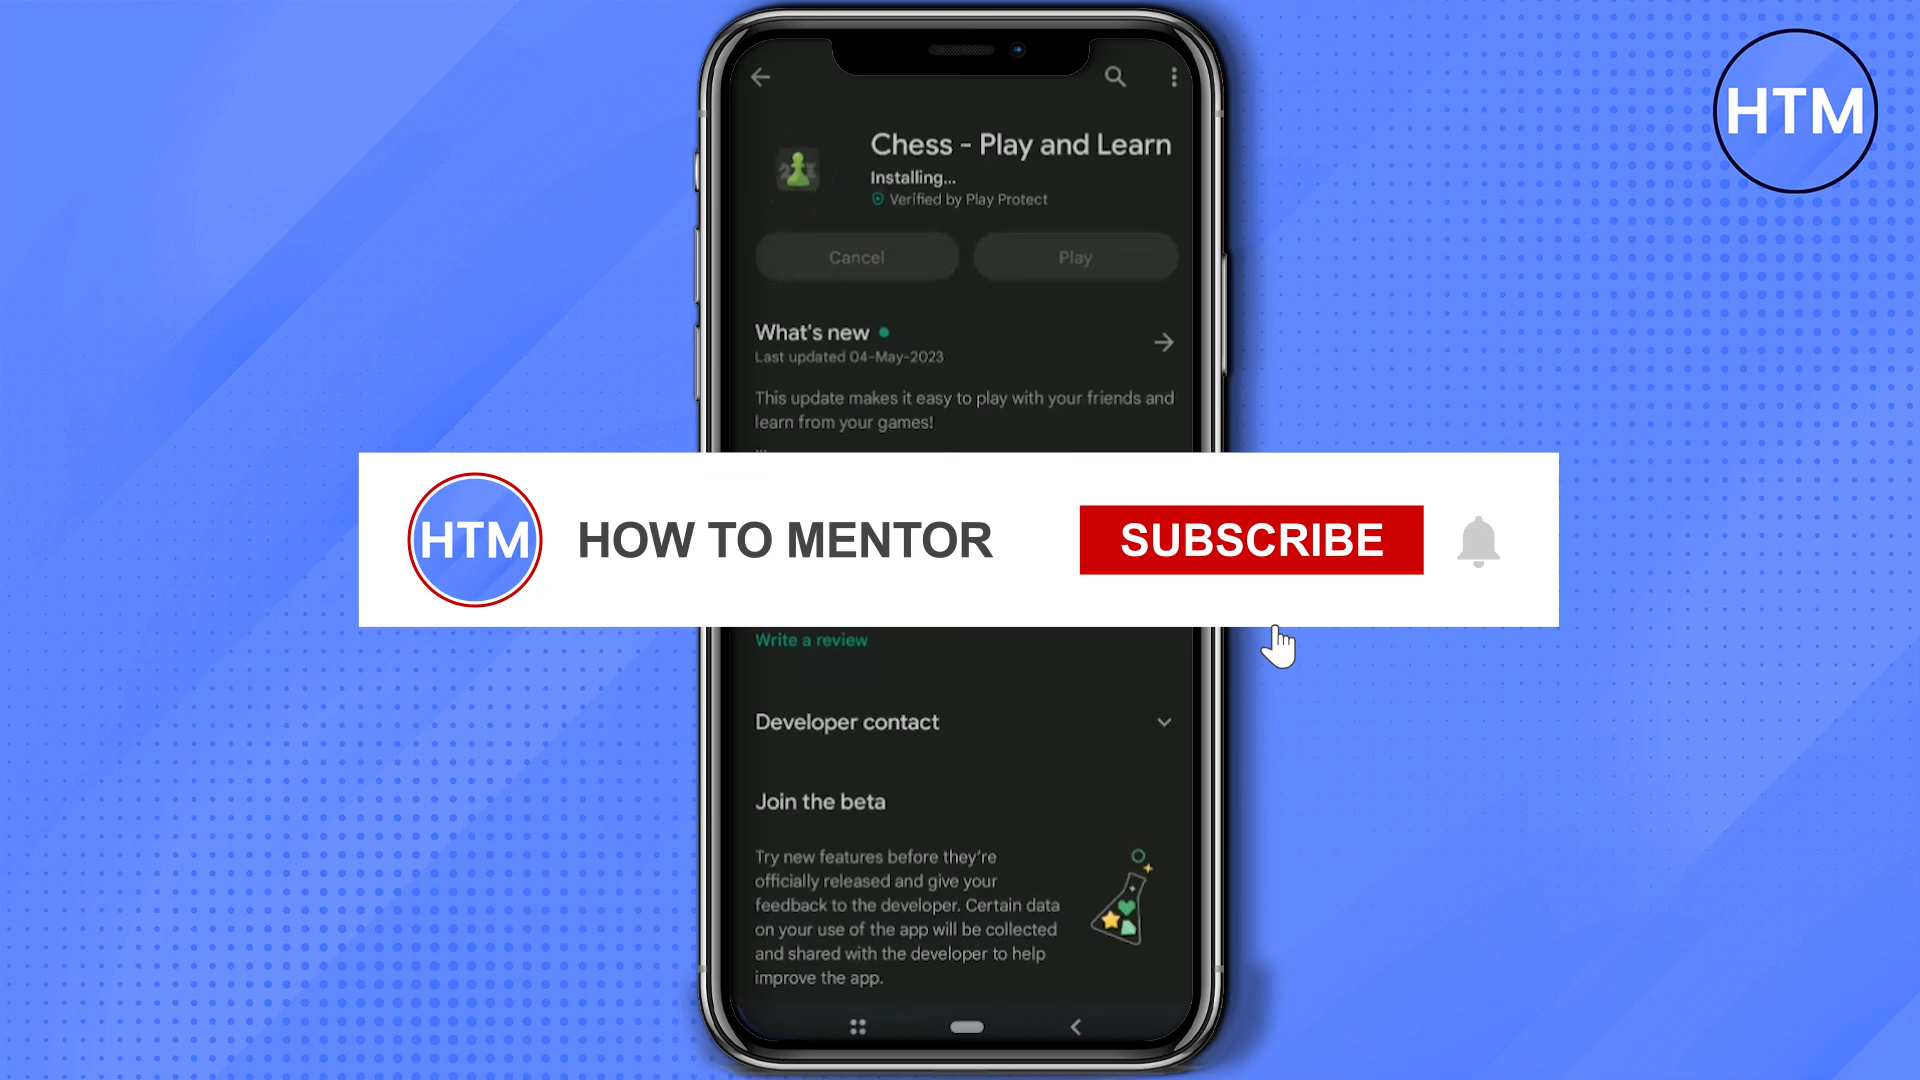 HTM
Chess - Play and Learn
Installing...
Verified by Play Protect
Cancel
Play
What's new
Last updated 04-May-2023
This update makes it easy to play with your friends and
learn from your games!
...
HTM
HOW TO MENTOR
SUBSCRIBE
Write a review
Developer contact
Join the beta
Try new features before they're
officially released and give your
feedback to the developer. Certain data
on your use of the app will be collected
and shared with the developer to help
improve the app.